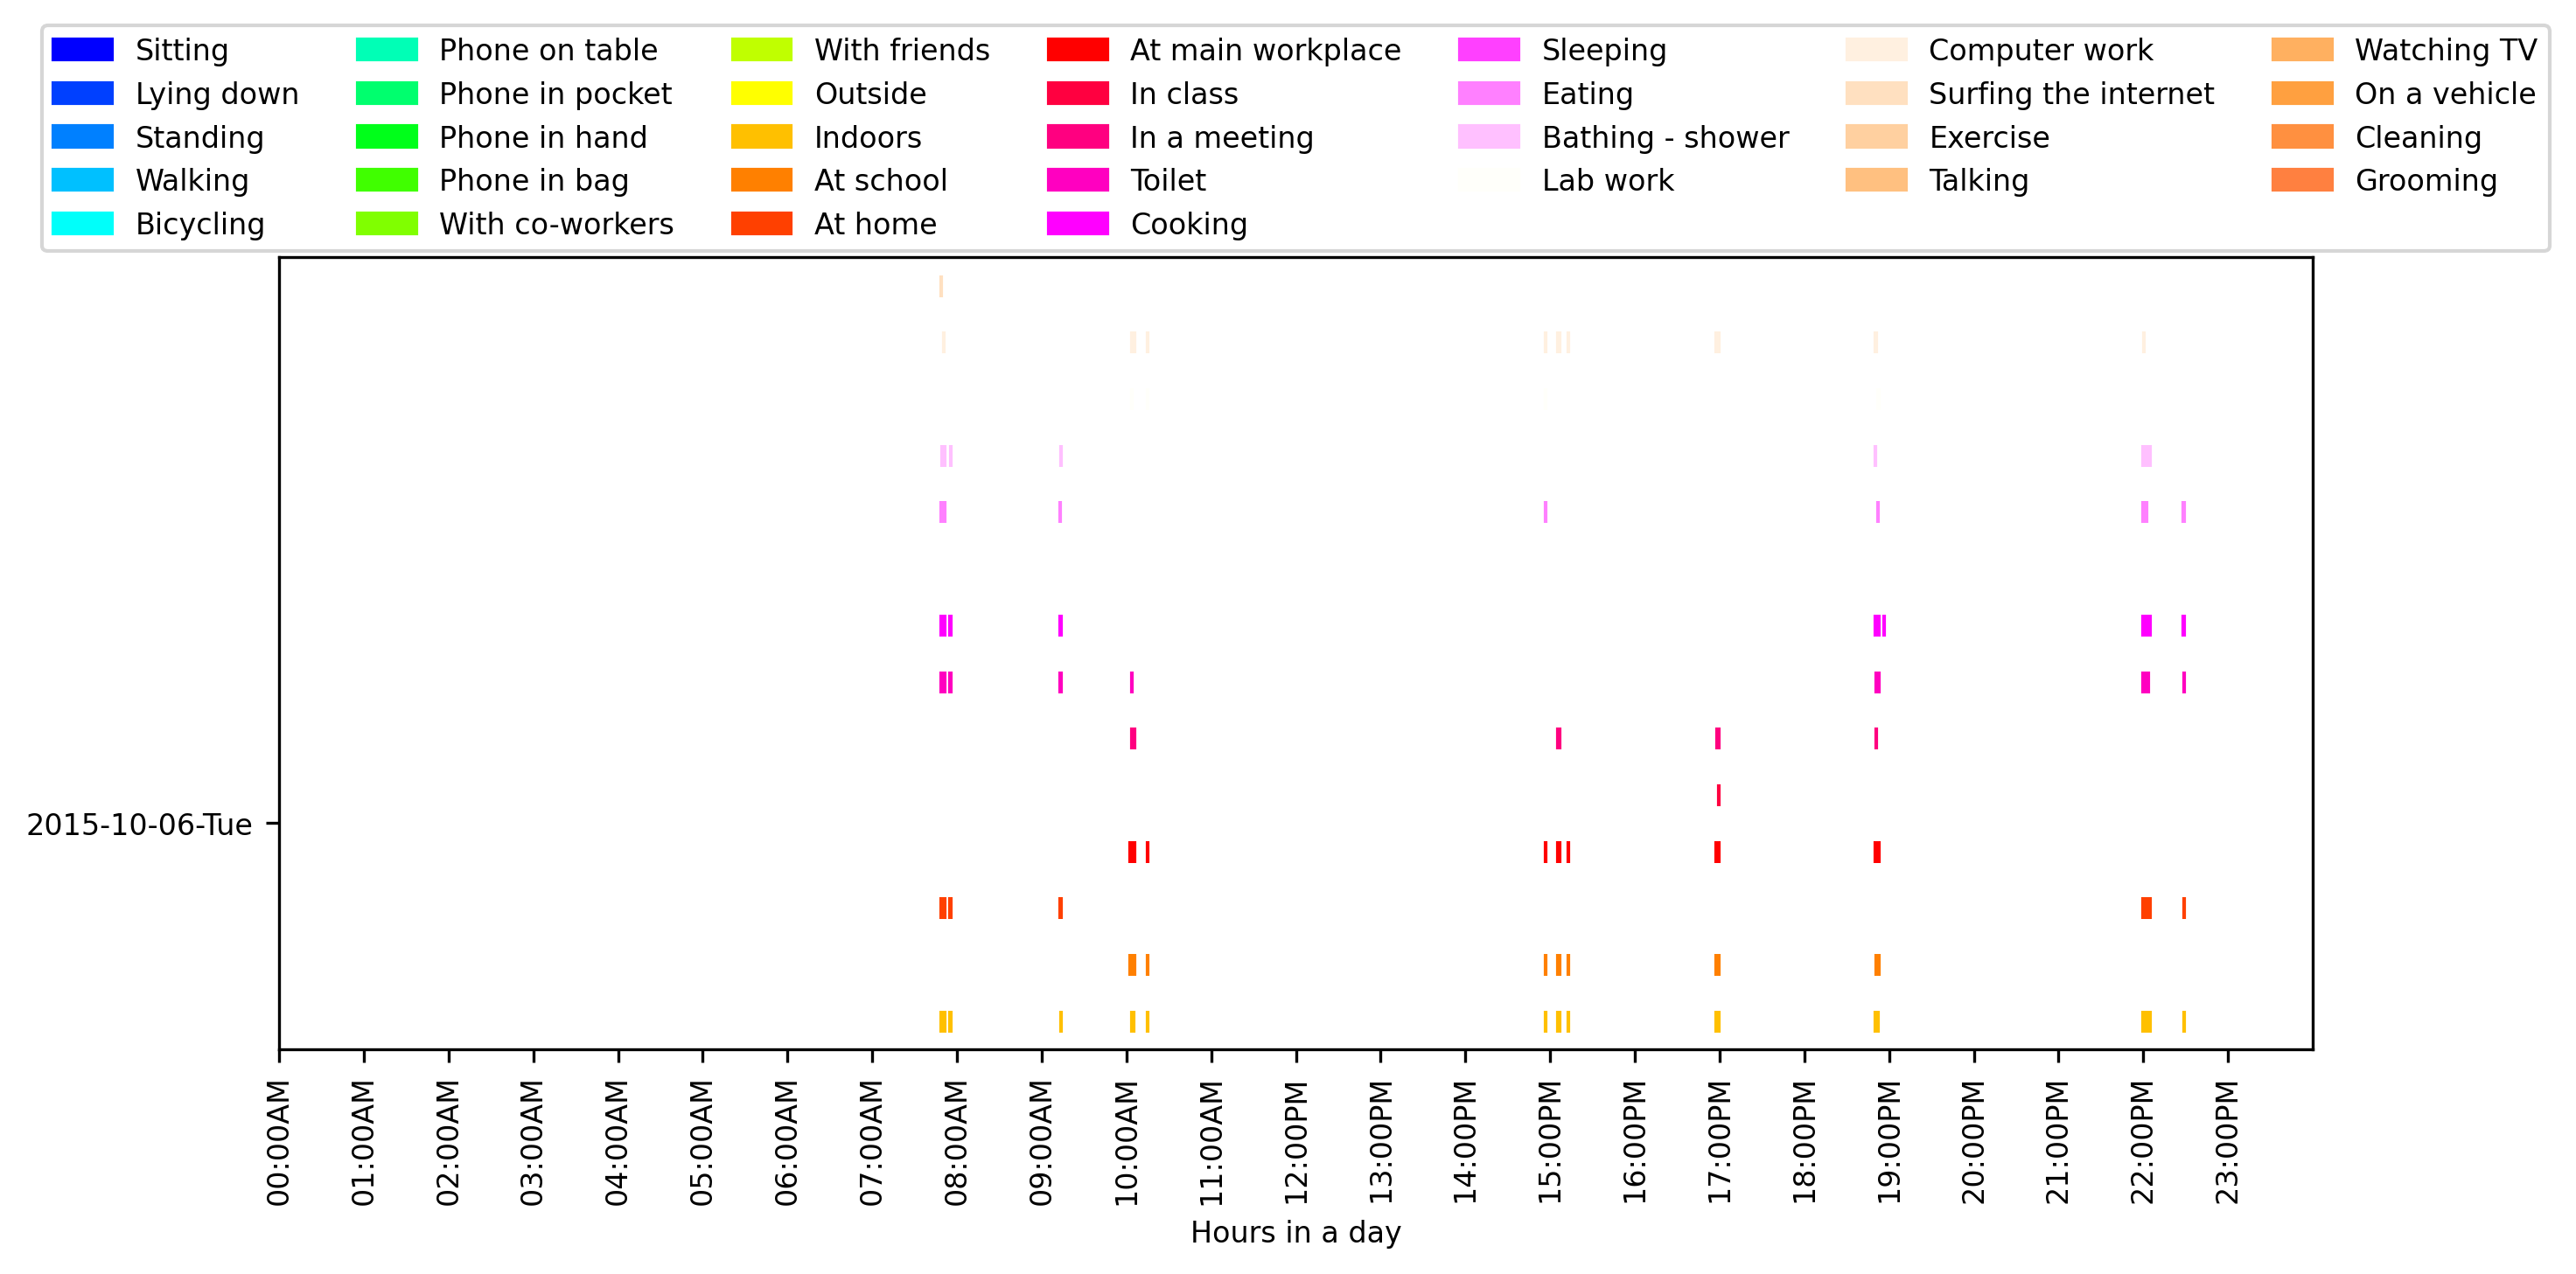 Sitting
Lying down
Standing
Walking
Bicycling
Phone on table
Phone in pocket
Phone in hand
Phone in bag
With co-workers
With friends
Outside
Indoors
At school
At home
At main workplace
In class
In a meeting
Toilet
Cooking
Sleeping
Eating
Bathing - shower
Lab work
Computer work
Surfing the internet
Exercise
Talking
Watching TV
On a vehicle
Cleaning
Grooming
2015-10-06-Tue
00:00AM
01:00AM
02:00AM
03:00AM
04:00AM
05:00AM
06:00AM
07:00AM
08:00AM
09:00AM
10:00AM
11:00AM
12:00PM
13:00PM
14:00PM
15:00PM
16:00PM
17:00PM
18:00PM
19:00PM
20:00PM
21:00PM
22:00PM
23:00PM
Hours in a day